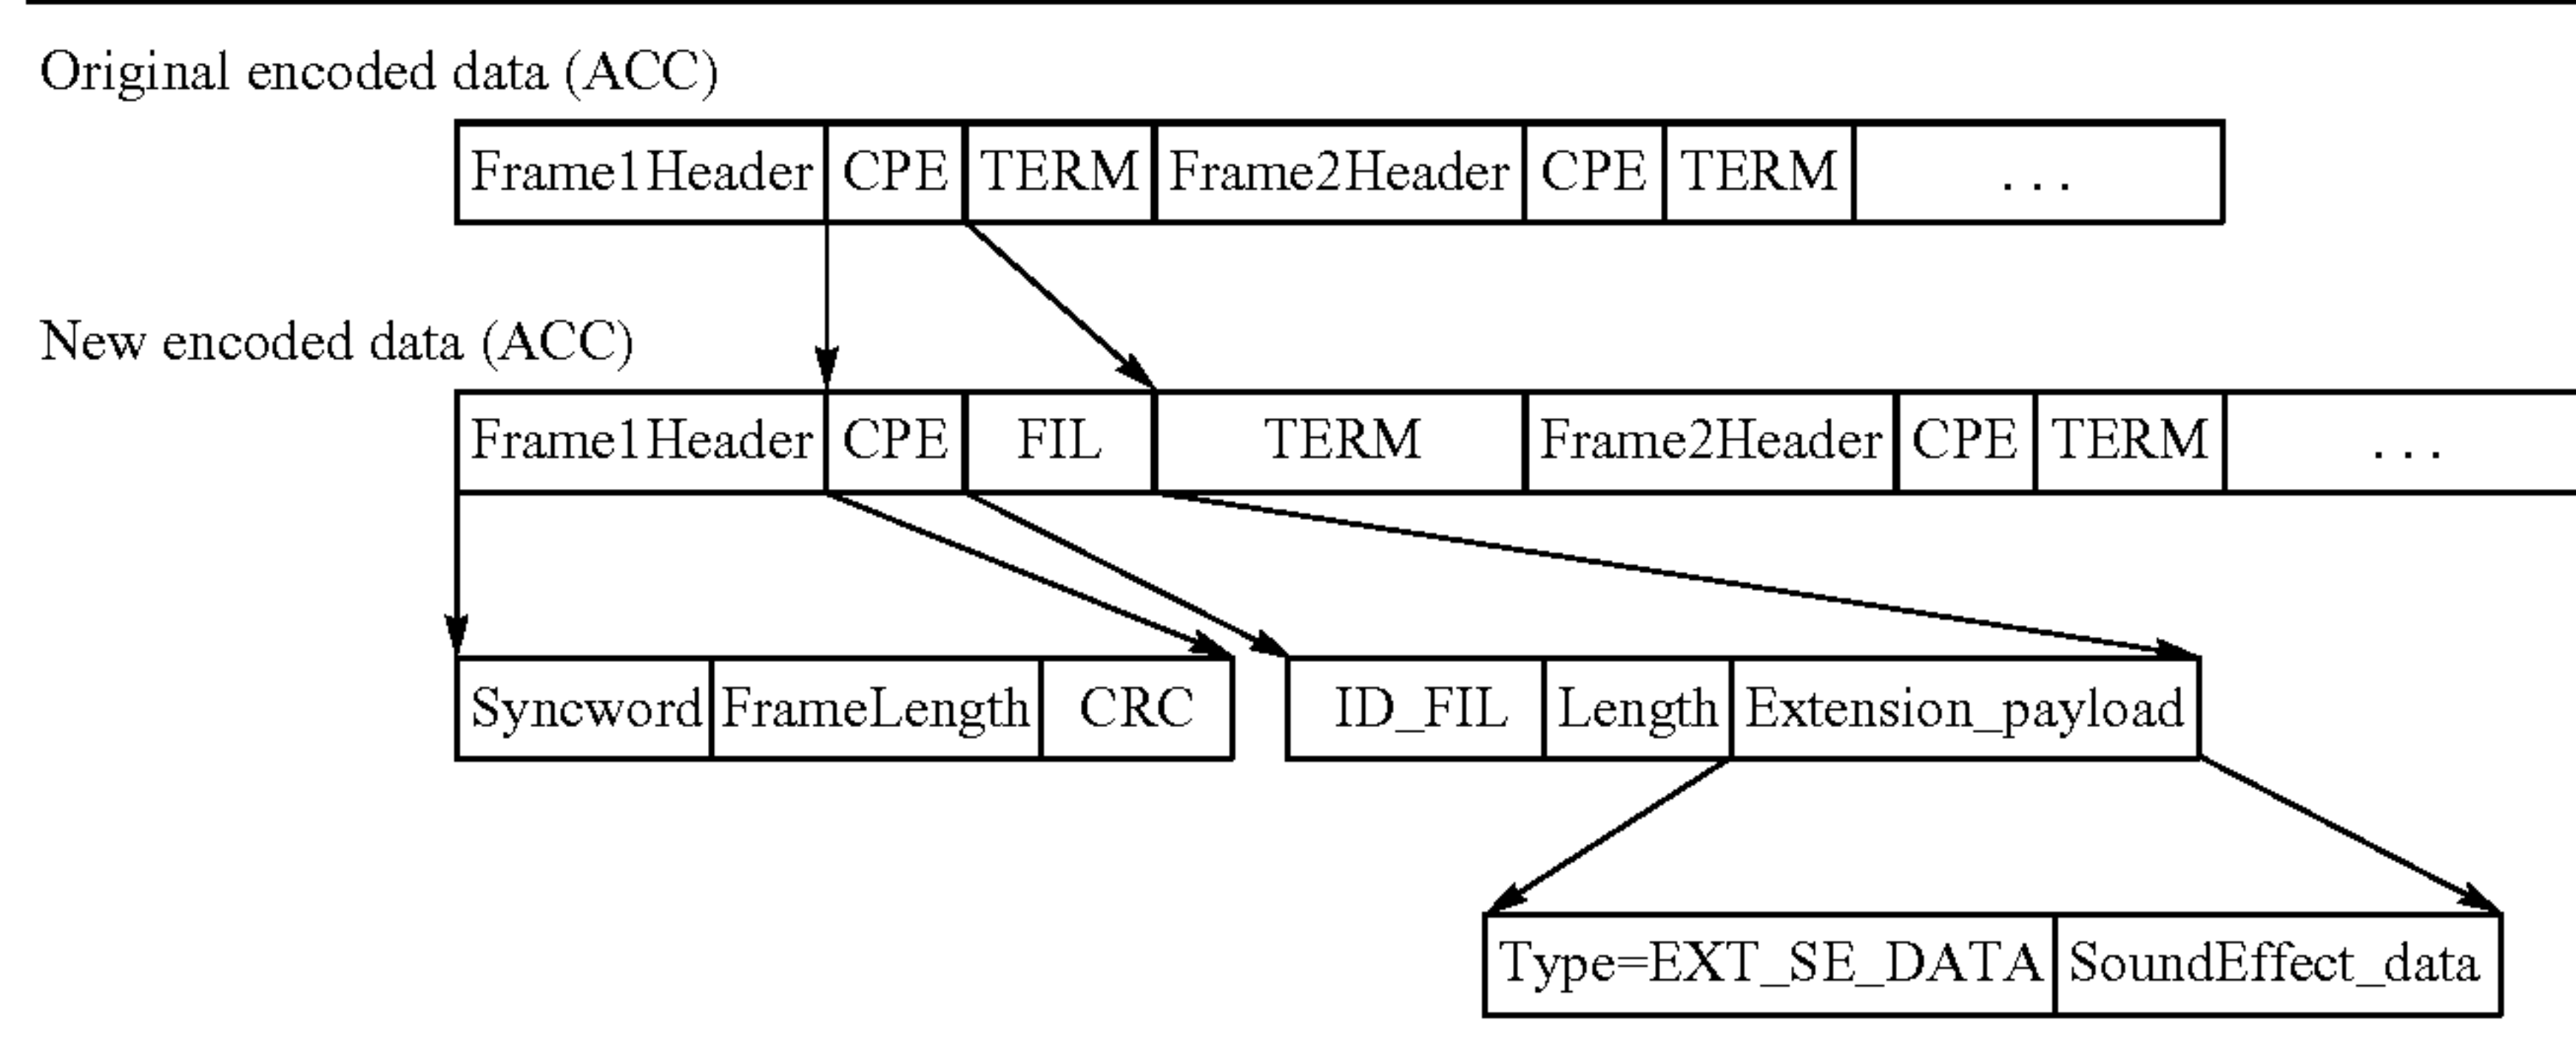 Original encoded data (ACC)
Frame1Header CPE TERM Frame2Header CPE TERM ...
New encoded data (ACC)
Frame1Header CPE FIL TERM Frame2Header CPE TERM ...
Syncword FrameLength CRC ID_FIL Length Extension_payload
Type=EXT_SE_DATA SoundEffect_data